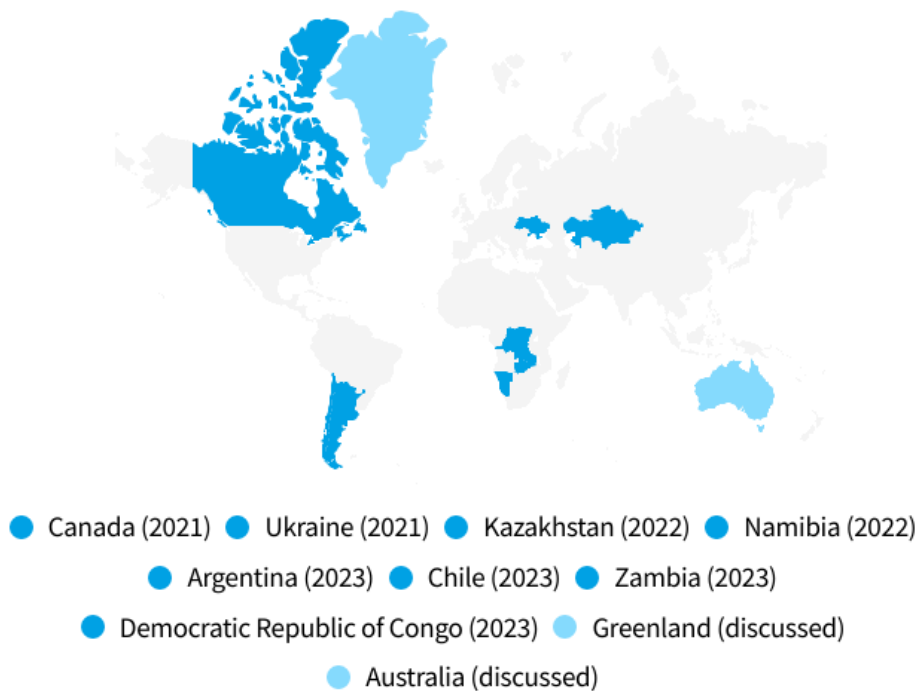 Canada (2021) Ukraine (2021) Kazakhstan (2022) Namibia (2022)
Argentina (2023) Chile (2023) Zambia (2023)
Democratic Republic of Congo (2023) Greenland (discussed)
Australia (discussed)